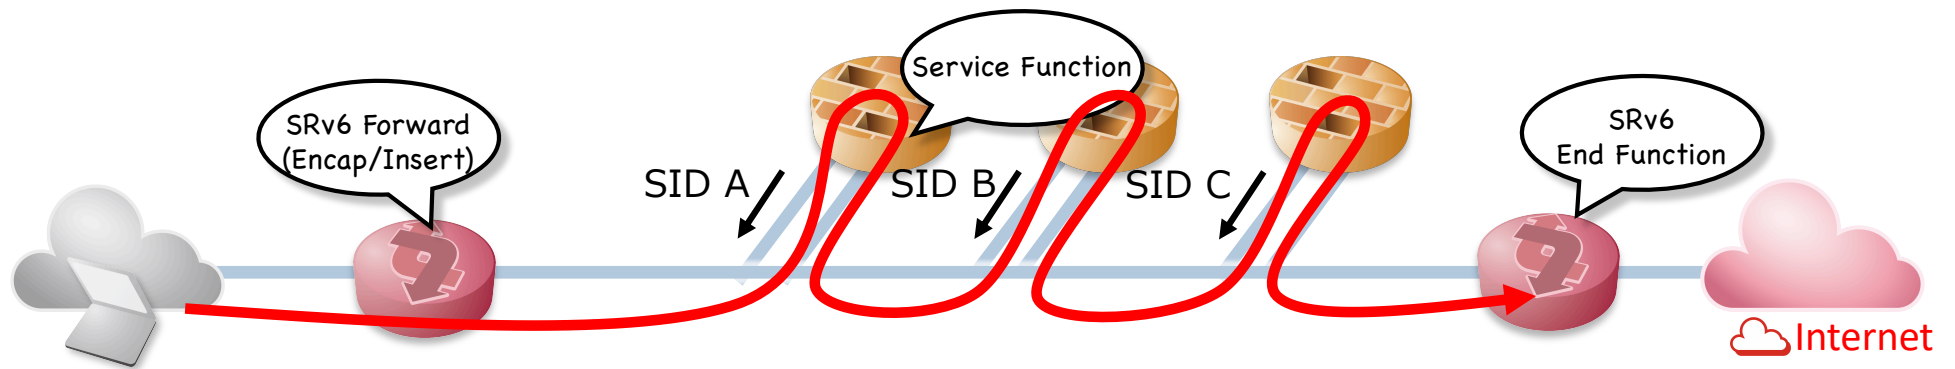 SRv6 Forward
(Encap/Insert)
SID A
Service Function
SID B
SID C
SRv6
End Function
Internet